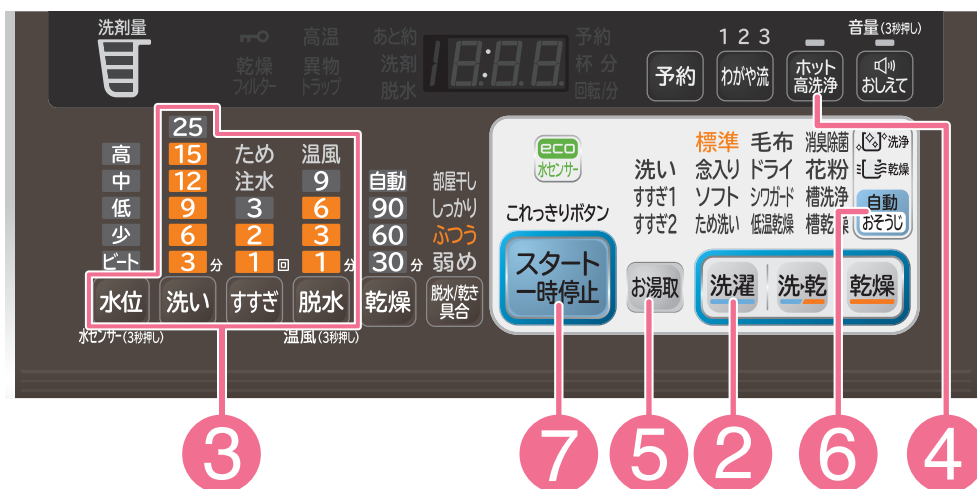 洗剤量
高温
あと約
予約
乾燥
フィルター
異物
トラップ
洗剤
脱水
18:8.8
杯 分
回転/分
1 2 3
音量(3秒押し)
予約
わがや流
ホット
高洗浄
おしえて
25
高 15 ため 温風
中 12 注水 9 自動 部屋干し
低 9 3 6 90 しっかり
少 6 2 3 60 ふつう
ビート 3分 1回 1分 30分 弱め
水位
洗い
すすぎ
脱水
乾燥
脱水/乾き
具合
水センサー(3秒押し)
温風(3秒押し)
eco
水センサー
これっきりボタン
スタート
一時停止
標準 毛布 消臭除菌 洗浄
洗い 念入り ドライ 花粉 乾燥
すすぎ1 ソフト シワガード 槽洗浄
すすぎ2 ため洗い 低温乾燥 槽乾燥
自動
おそうじ
お湯取
洗濯
洗・乾
乾燥
3
7
5
2
6
4